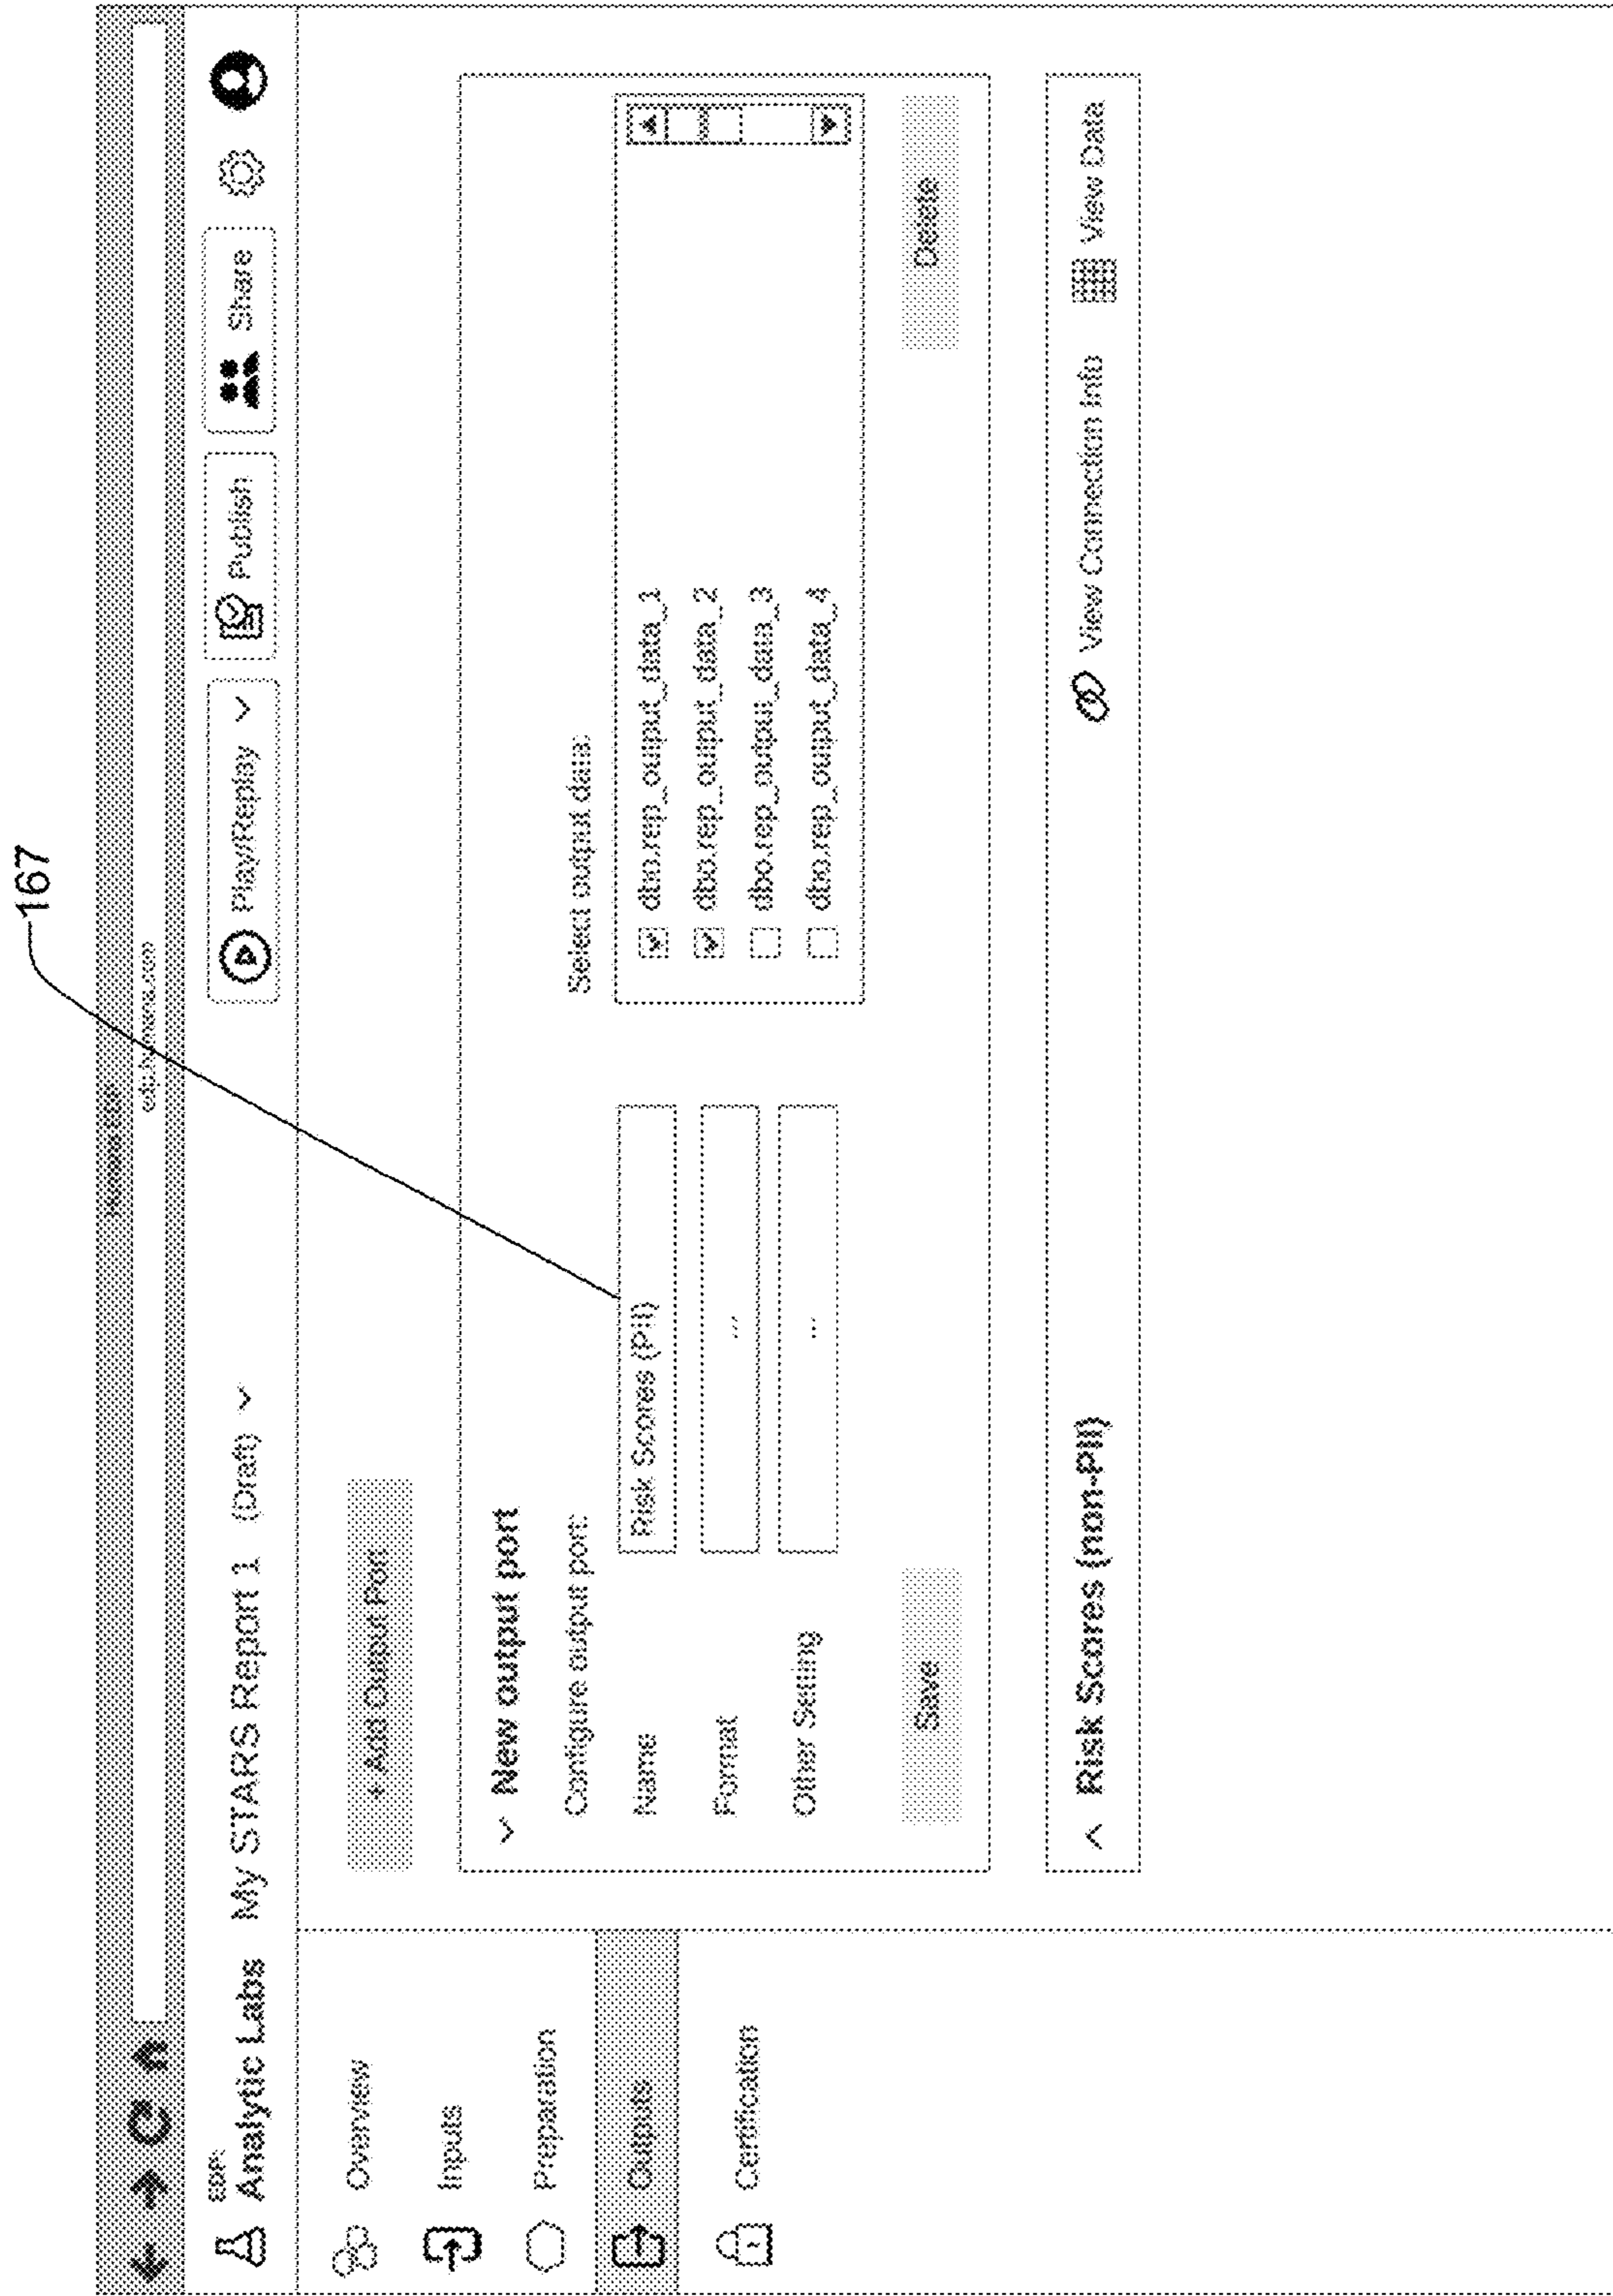 167
EDP:
Analytic Labs My STARS Report 1 (Draft) Play/Replay Publish Share
Overview
Inputs
Preparation
Outputs
Certification
+ Add Output Port
New output port
Configure output port: Select output data:
Name Risk Scores (PII)
Format ...
Other Setting ...
dbo.rep_output_data_1
dbo.rep_output_data_2
dbo.rep_output_data_3
dbo.rep_output_data_4
Save Delete
Risk Scores (non-PII) View Connection Info View Data